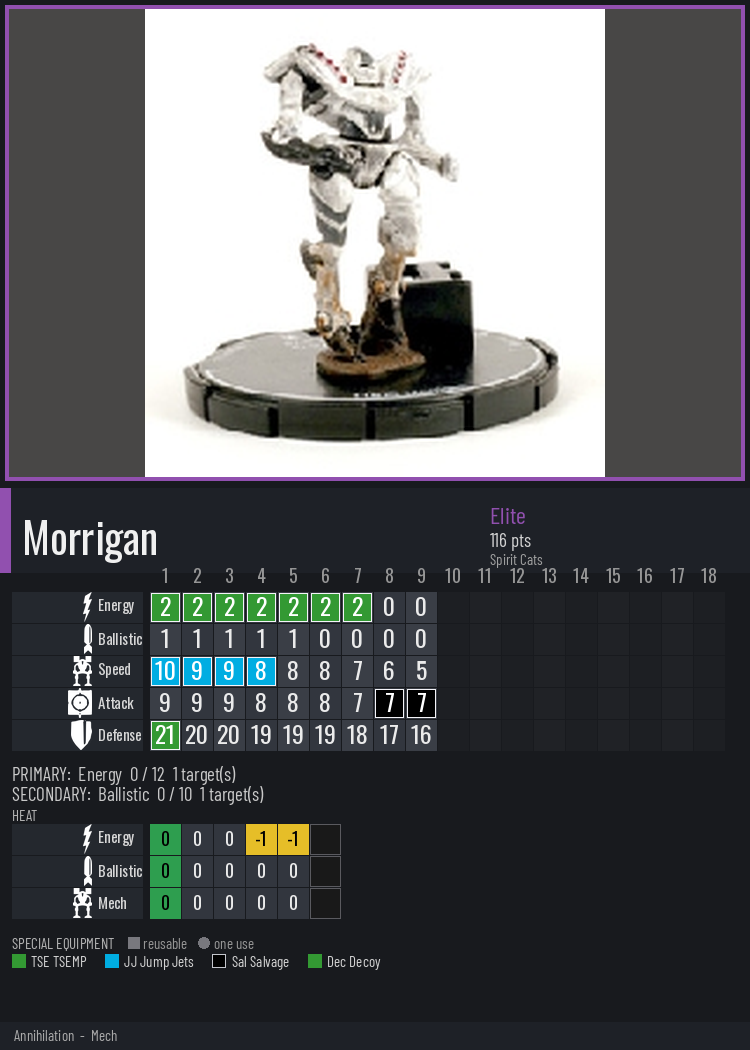 Morrigan
Elite
116 pts
Spirit Cats
1 2 3 4 5 6 7 8 9 10 11 12 13 14 15 16 17 18
Energy 2 2 2 2 2 2 2 0 0
Ballistic 1 1 1 1 1 0 0 0 0
Speed 10 9 9 8 8 8 7 6 5
Attack 9 9 9 8 8 8 7 7 7
Defense 21 20 20 19 19 19 18 17 16
PRIMARY: Energy 0 / 12 1 target(s)
SECONDARY: Ballistic 0 / 10 1 target(s)
HEAT
Energy 0 0 0 -1 -1
Ballistic 0 0 0 0 0
Mech 0 0 0 0 0
SPECIAL EQUIPMENT reusable one use
TSE TSEMP JJ Jump Jets Sal Salvage Dec Decoy
Annihilation - Mech